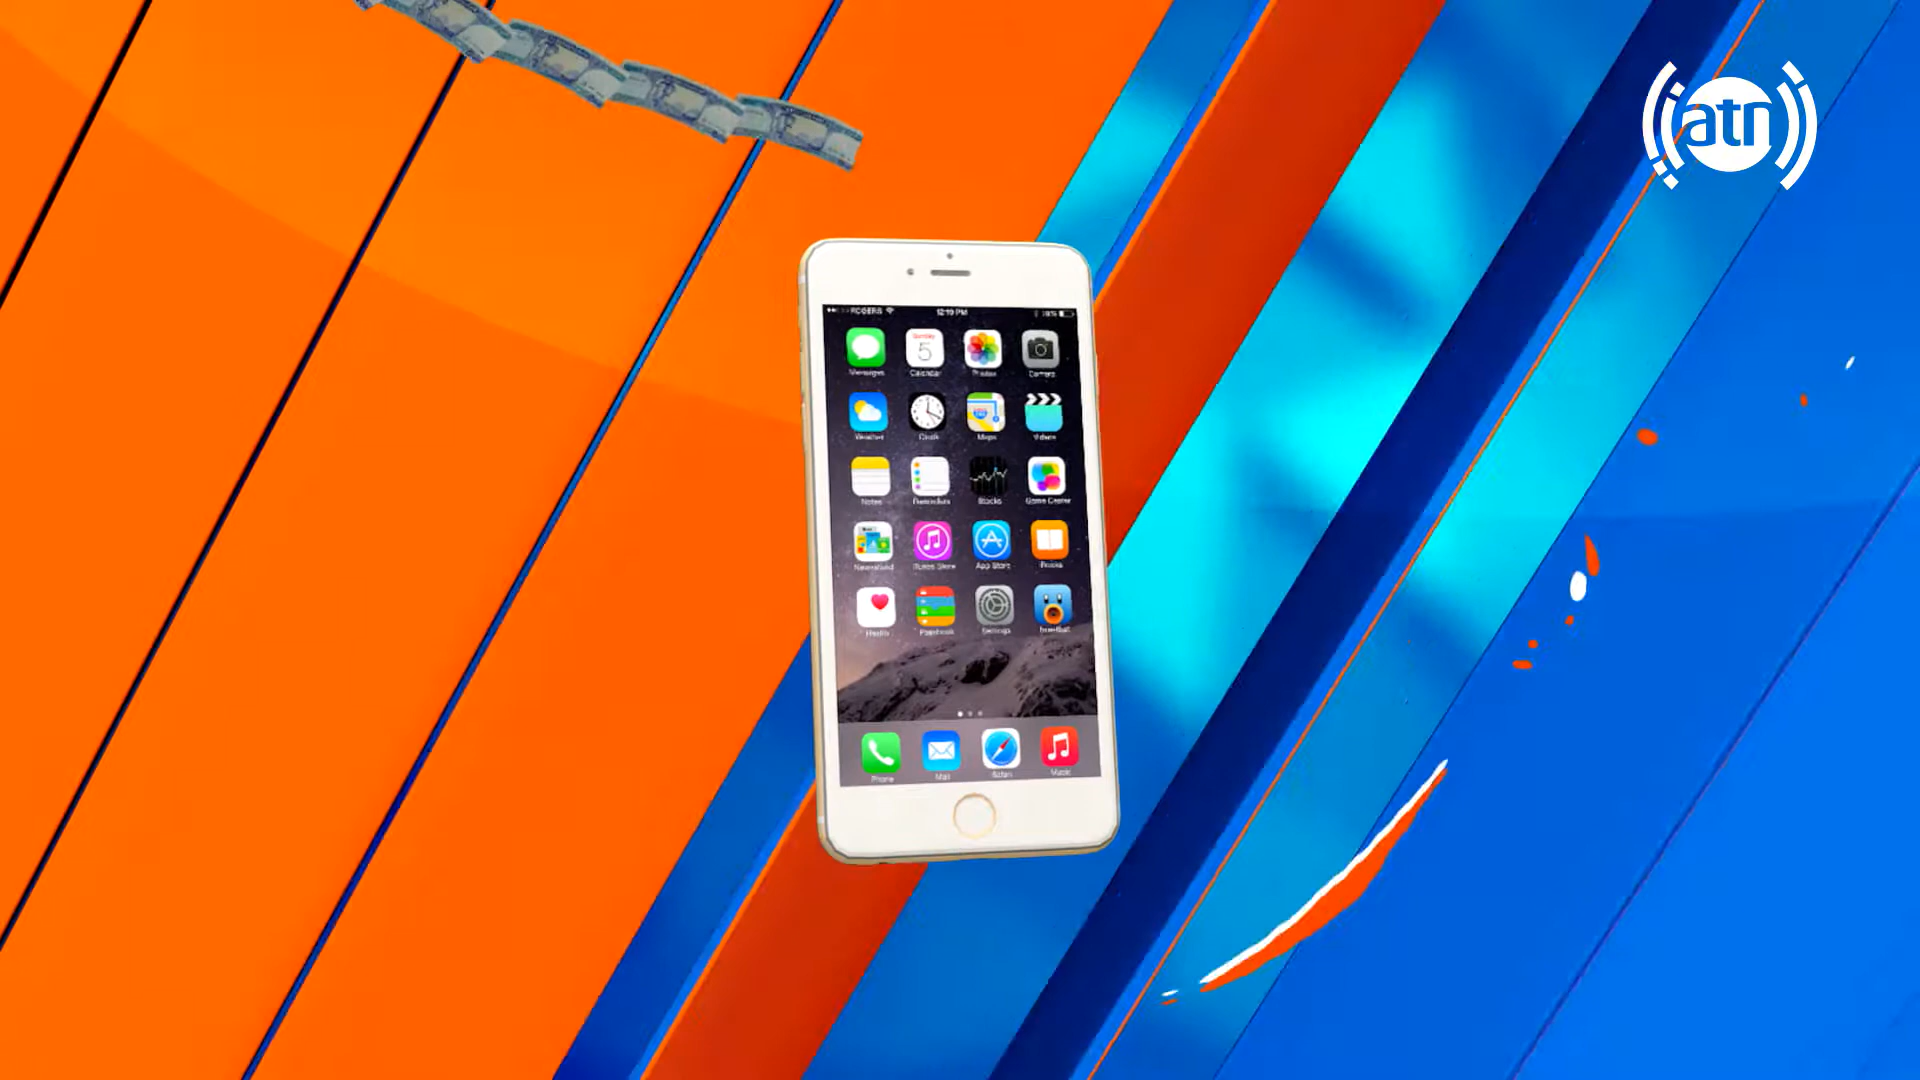 atn
ROGERS 12:19 PM
Messages Calendar Photos Camera
5
Weather Clock Maps Videos
Notes Reminders Stocks Game Center
Newsstand iTunes Store App Store iBooks
Health Passbook Settings
Phone Mail Safari Music